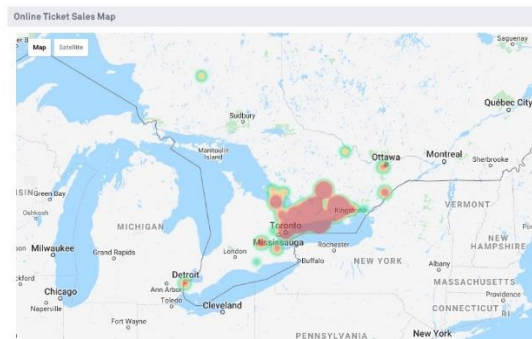 Online Ticket Sales Map
Map
Satellite
Saguenay
Québec City
Sudbury
Manitoulin
Island
Ottawa
Montreal
Sherbrooke
Green Bay
Oshkosh
MICHIGAN
Kingston
Toronto
VERMONT
Mississauga
London
Rochester
NEW
HAMPSHIRE
Milwaukee
Grand Rapids
Buffalo
NEW YORK
Albany
Detroit
Ann Arbor
MASSACHUSETTS
Chicago
Toledo
Providence
Naperville
Cleveland
CONNECTICUT
RI
Fort Wayne
PENNSYLVANIA
New York